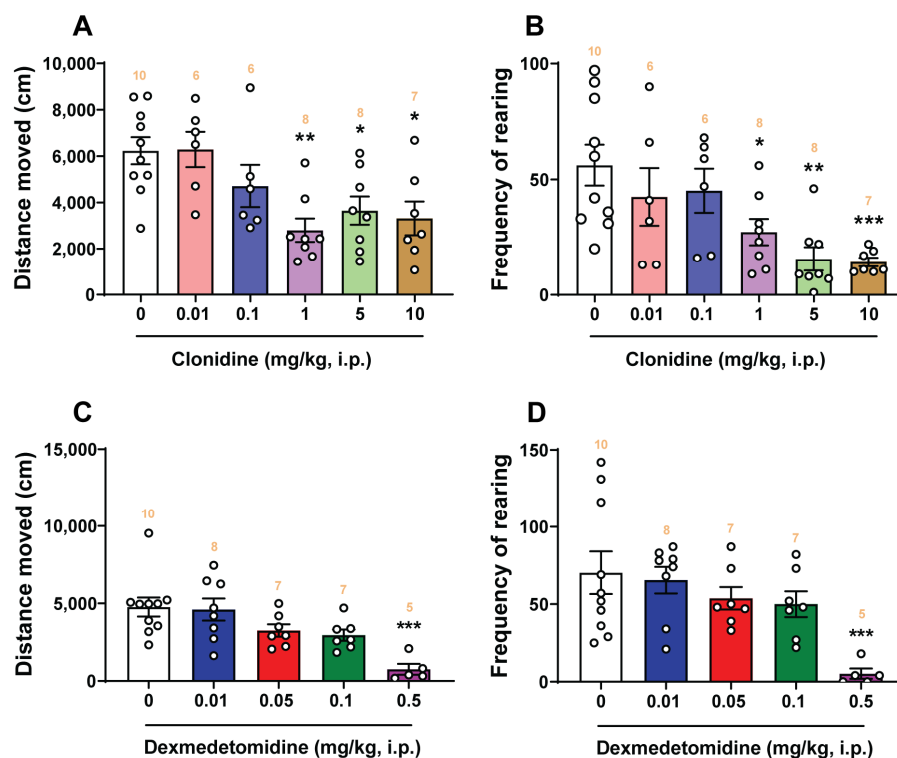 A
B
Distance moved (cm)
10,000
8,000
6,000
4,000
2,000
0
10
6
6
8
8
7
**
*
*
0 0.01 0.1 1 5 10
Clonidine (mg/kg, i.p.)
Frequency of rearing
100
50
0
10
6
6
8
8
7
*
**
***
0 0.01 0.1 1 5 10
Clonidine (mg/kg, i.p.)
C
D
Distance moved (cm)
15,000
10,000
5,000
0
10
8
7
7
5
***
0 0.01 0.05 0.1 0.5
Dexmedetomidine (mg/kg, i.p.)
Frequency of rearing
150
100
50
0
10
8
7
7
5
***
0 0.01 0.05 0.1 0.5
Dexmedetomidine (mg/kg, i.p.)